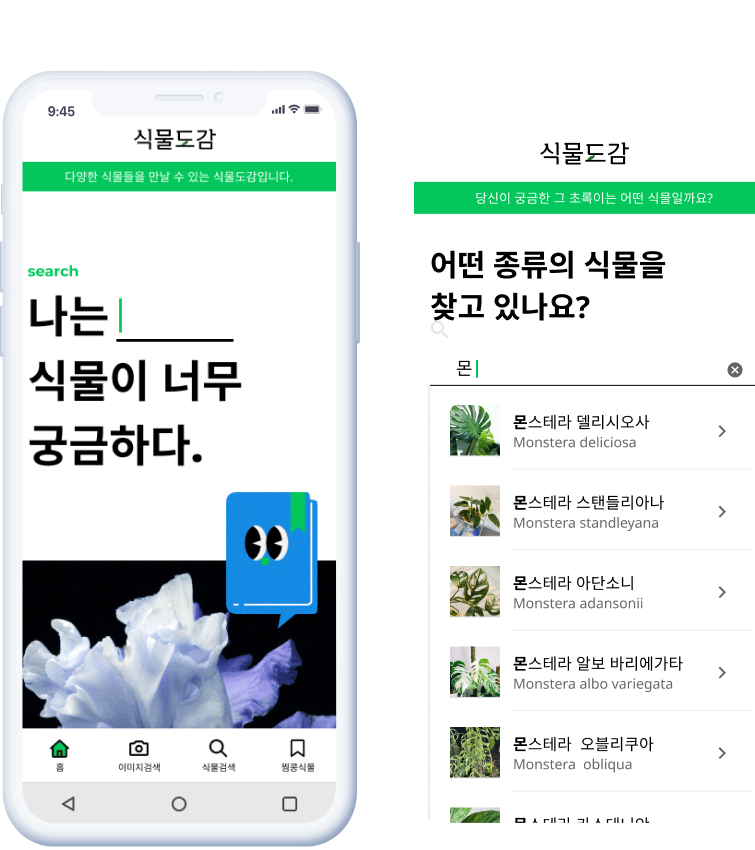 9:45
식물도감
다양한 식물들을 만날 수 있는 식물도감입니다.
search
나는
식물이 너무
궁금하다.
홈
이미지검색
식물검색
찜콩식물
식물도감
당신이 궁금한 그 초록이는 어떤 식물일까요?
어떤 종류의 식물을
찾고 있나요?
몬
몬스테라 델리시오사
Monstera deliciosa
몬스테라 스탠들리아나
Monstera standleyana
몬스테라 아단소니
Monstera adansonii
몬스테라 알보 바리에가타
Monstera albo variegata
몬스테라 오블리쿠아
Monstera obliqua
몬스테라